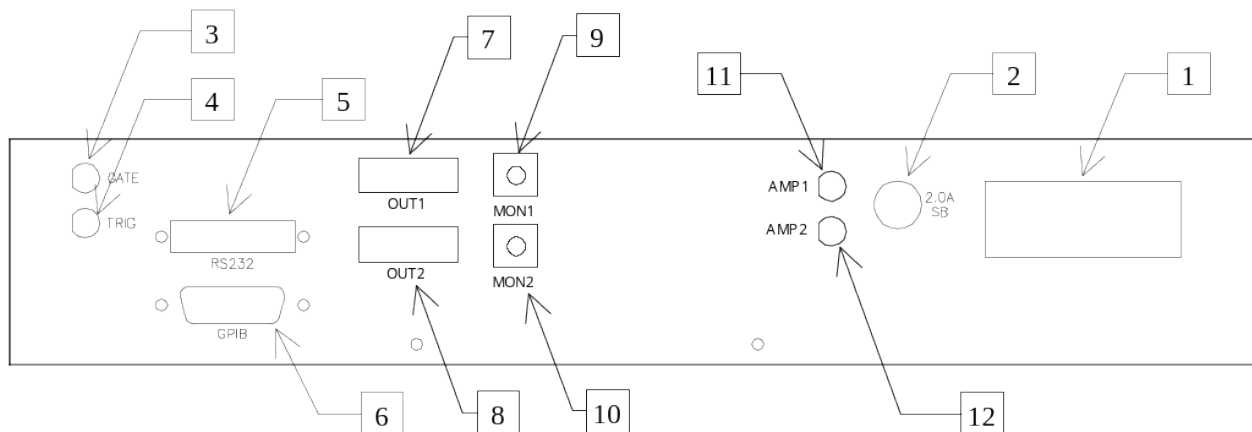 3
7
9
4
5
11
2
1
GATE
TRIG
RS232
GPIB
OUT1
OUT2
MON1
MON2
AMP1
AMP2
2.0A
SB
6
8
10
12